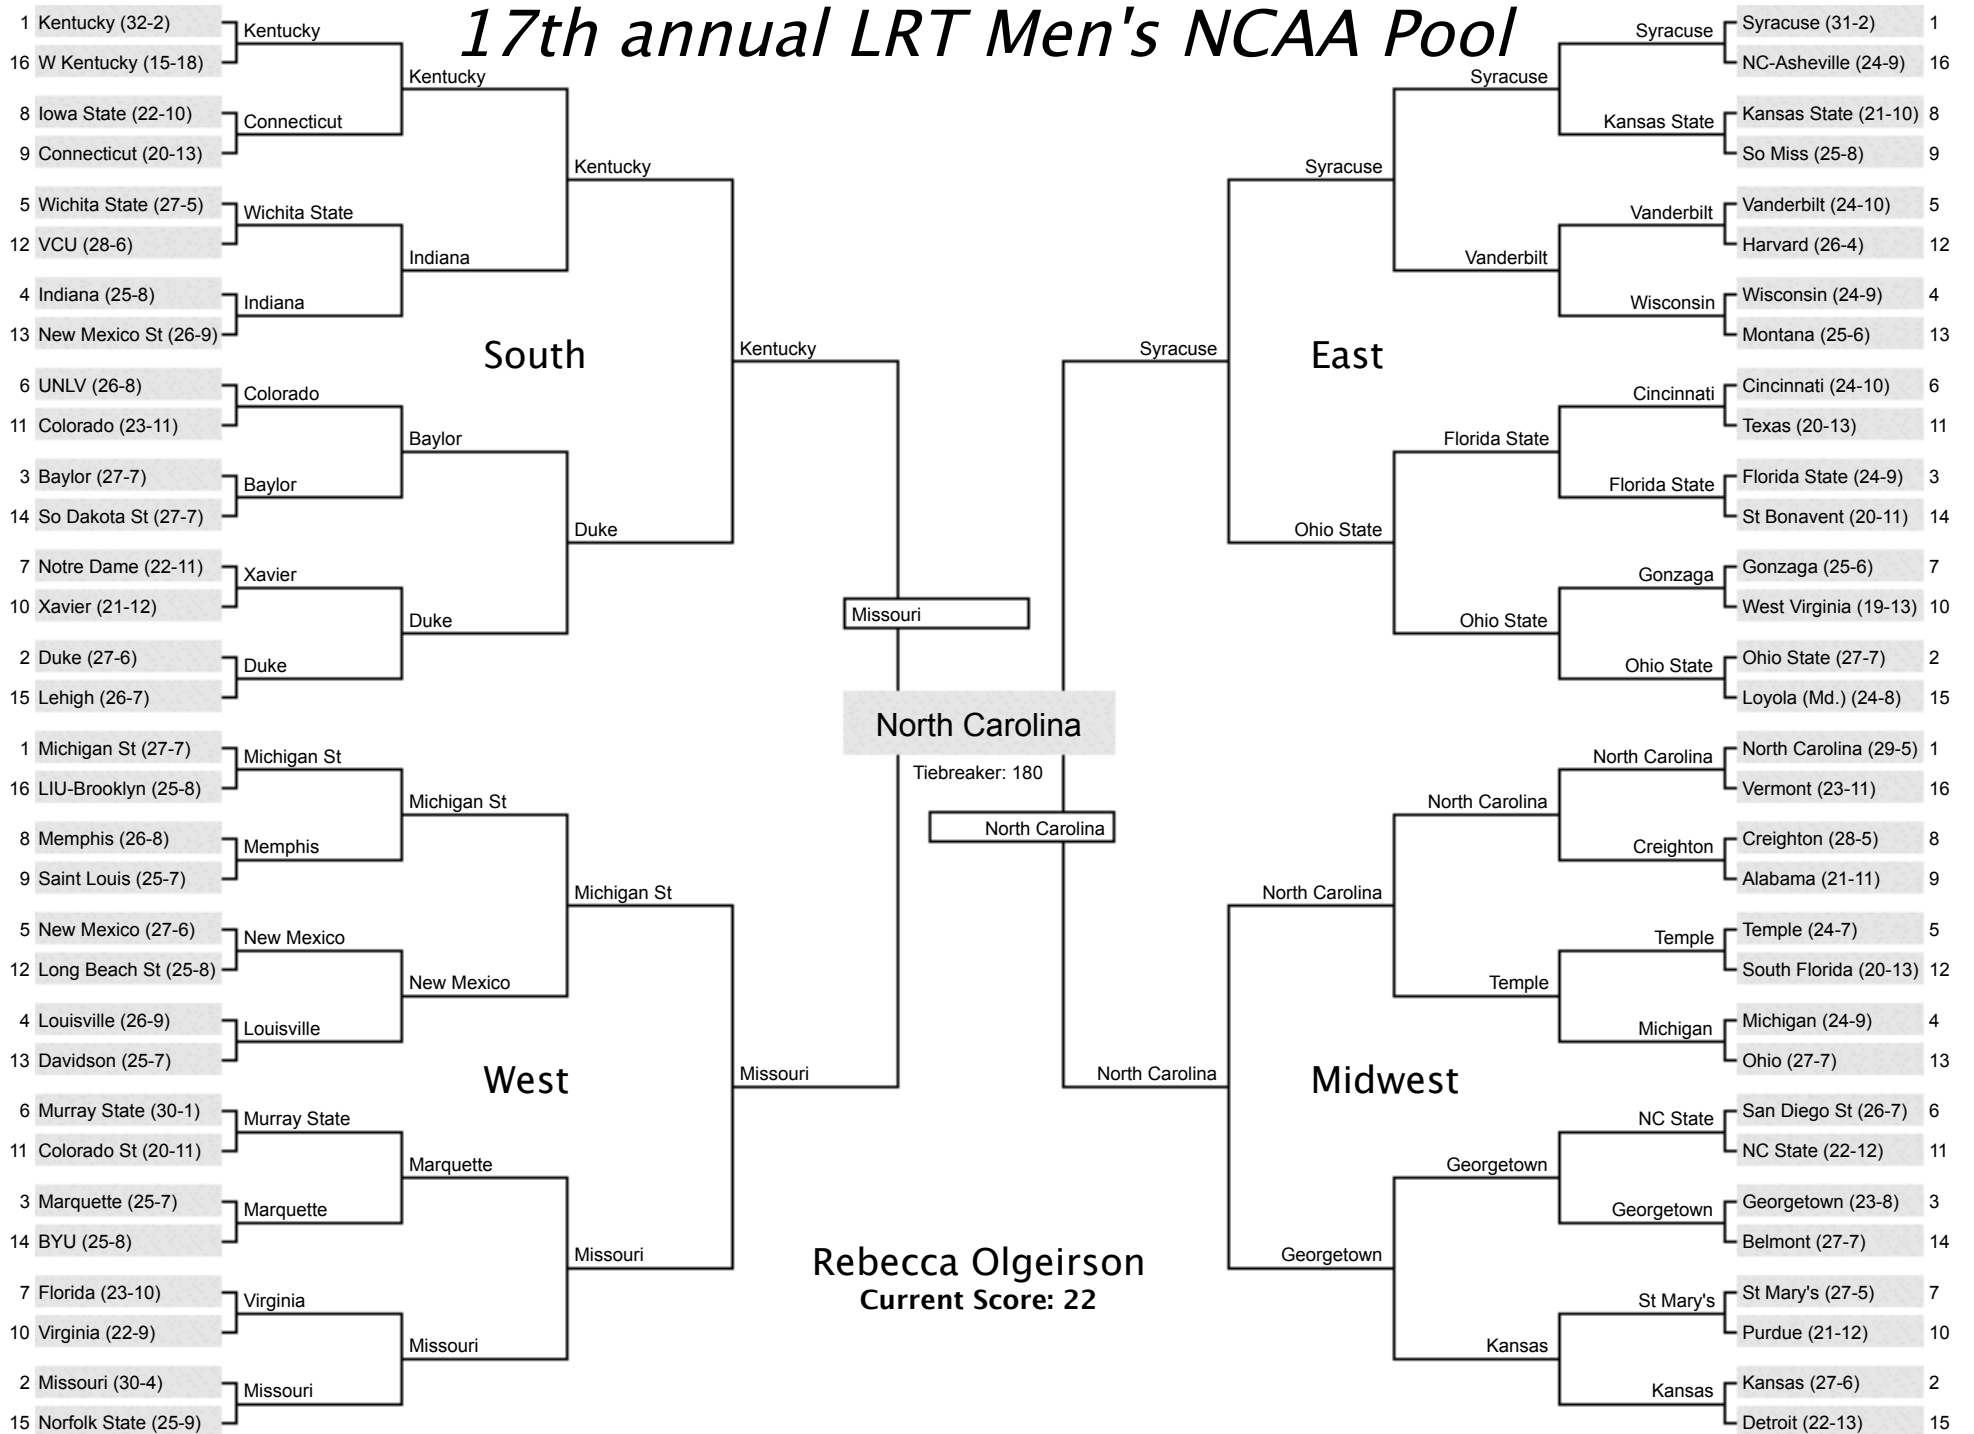 17th annual LRT Men's NCAA Pool
1 Kentucky (32-2)
16 W Kentucky (15-18)
8 Iowa State (22-10)
9 Connecticut (20-13)
5 Wichita State (27-5)
12 VCU (28-6)
4 Indiana (25-8)
13 New Mexico St (26-9)
6 UNLV (26-8)
11 Colorado (23-11)
3 Baylor (27-7)
14 So Dakota St (27-7)
7 Notre Dame (22-11)
10 Xavier (21-12)
2 Duke (27-6)
15 Lehigh (26-7)
Kentucky
Connecticut
Wichita State
Indiana
Colorado
Baylor
Xavier
Duke
Kentucky
Indiana
Baylor
Duke
Kentucky
Duke
Kentucky
South
1 Michigan St (27-7)
16 LIU-Brooklyn (25-8)
8 Memphis (26-8)
9 Saint Louis (25-7)
5 New Mexico (27-6)
12 Long Beach St (25-8)
4 Louisville (26-9)
13 Davidson (25-7)
6 Murray State (30-1)
11 Colorado St (20-11)
3 Marquette (25-7)
14 BYU (25-8)
7 Florida (23-10)
10 Virginia (22-9)
2 Missouri (30-4)
15 Norfolk State (25-9)
Michigan St
Memphis
New Mexico
Louisville
Murray State
Marquette
Virginia
Missouri
Michigan St
New Mexico
Marquette
Missouri
Michigan St
Missouri
Missouri
West
Missouri
North Carolina
Tiebreaker: 180
North Carolina
Rebecca Olgeirson
Current Score: 22
Syracuse (31-2) 1
NC-Asheville (24-9) 16
Kansas State (21-10) 8
So Miss (25-8) 9
Vanderbilt (24-10) 5
Harvard (26-4) 12
Wisconsin (24-9) 4
Montana (25-6) 13
Cincinnati (24-10) 6
Texas (20-13) 11
Florida State (24-9) 3
St Bonavent (20-11) 14
Gonzaga (25-6) 7
West Virginia (19-13) 10
Ohio State (27-7) 2
Loyola (Md.) (24-8) 15
Syracuse
Kansas State
Vanderbilt
Wisconsin
Cincinnati
Florida State
Gonzaga
Ohio State
Syracuse
Vanderbilt
Florida State
Ohio State
Syracuse
Ohio State
Syracuse
East
North Carolina (29-5) 1
Vermont (23-11) 16
Creighton (28-5) 8
Alabama (21-11) 9
Temple (24-7) 5
South Florida (20-13) 12
Michigan (24-9) 4
Ohio (27-7) 13
San Diego St (26-7) 6
NC State (22-12) 11
Georgetown (23-8) 3
Belmont (27-7) 14
St Mary's (27-5) 7
Purdue (21-12) 10
Kansas (27-6) 2
Detroit (22-13) 15
North Carolina
Creighton
Temple
Michigan
NC State
Georgetown
St Mary's
Kansas
North Carolina
Temple
Georgetown
Kansas
North Carolina
Georgetown
North Carolina
Midwest